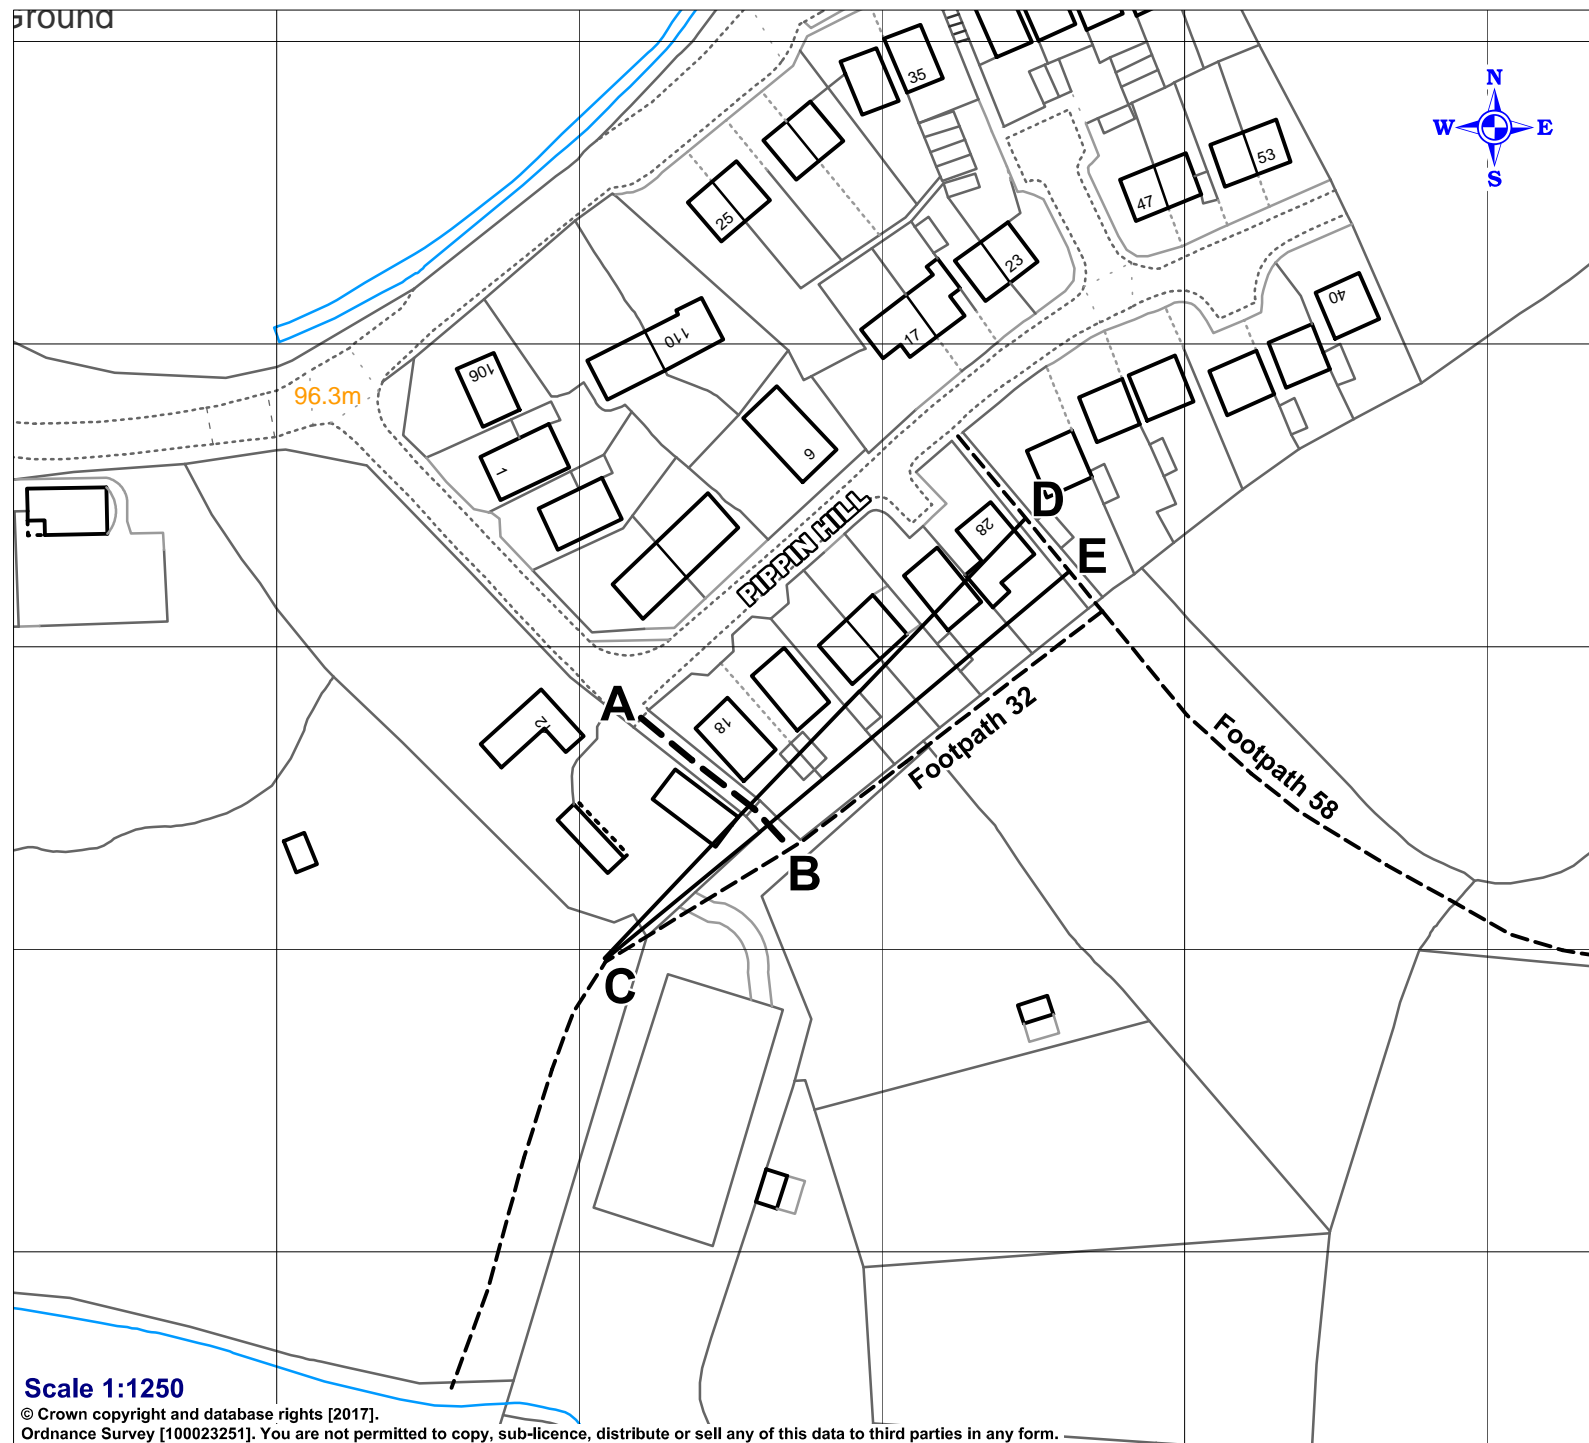 Ground
35
N
W E
S
53
47
25
23
17
40
110
106
96.3m
1
9
PIPPIN HILL
28
D
E
A
12
18
Footpath 32
Footpath 58
B
C
Scale 1:1250
© Crown copyright and database rights [2017].
Ordnance Survey [100023251]. You are not permitted to copy, sub-licence, distribute or sell any of this data to third parties in any form.